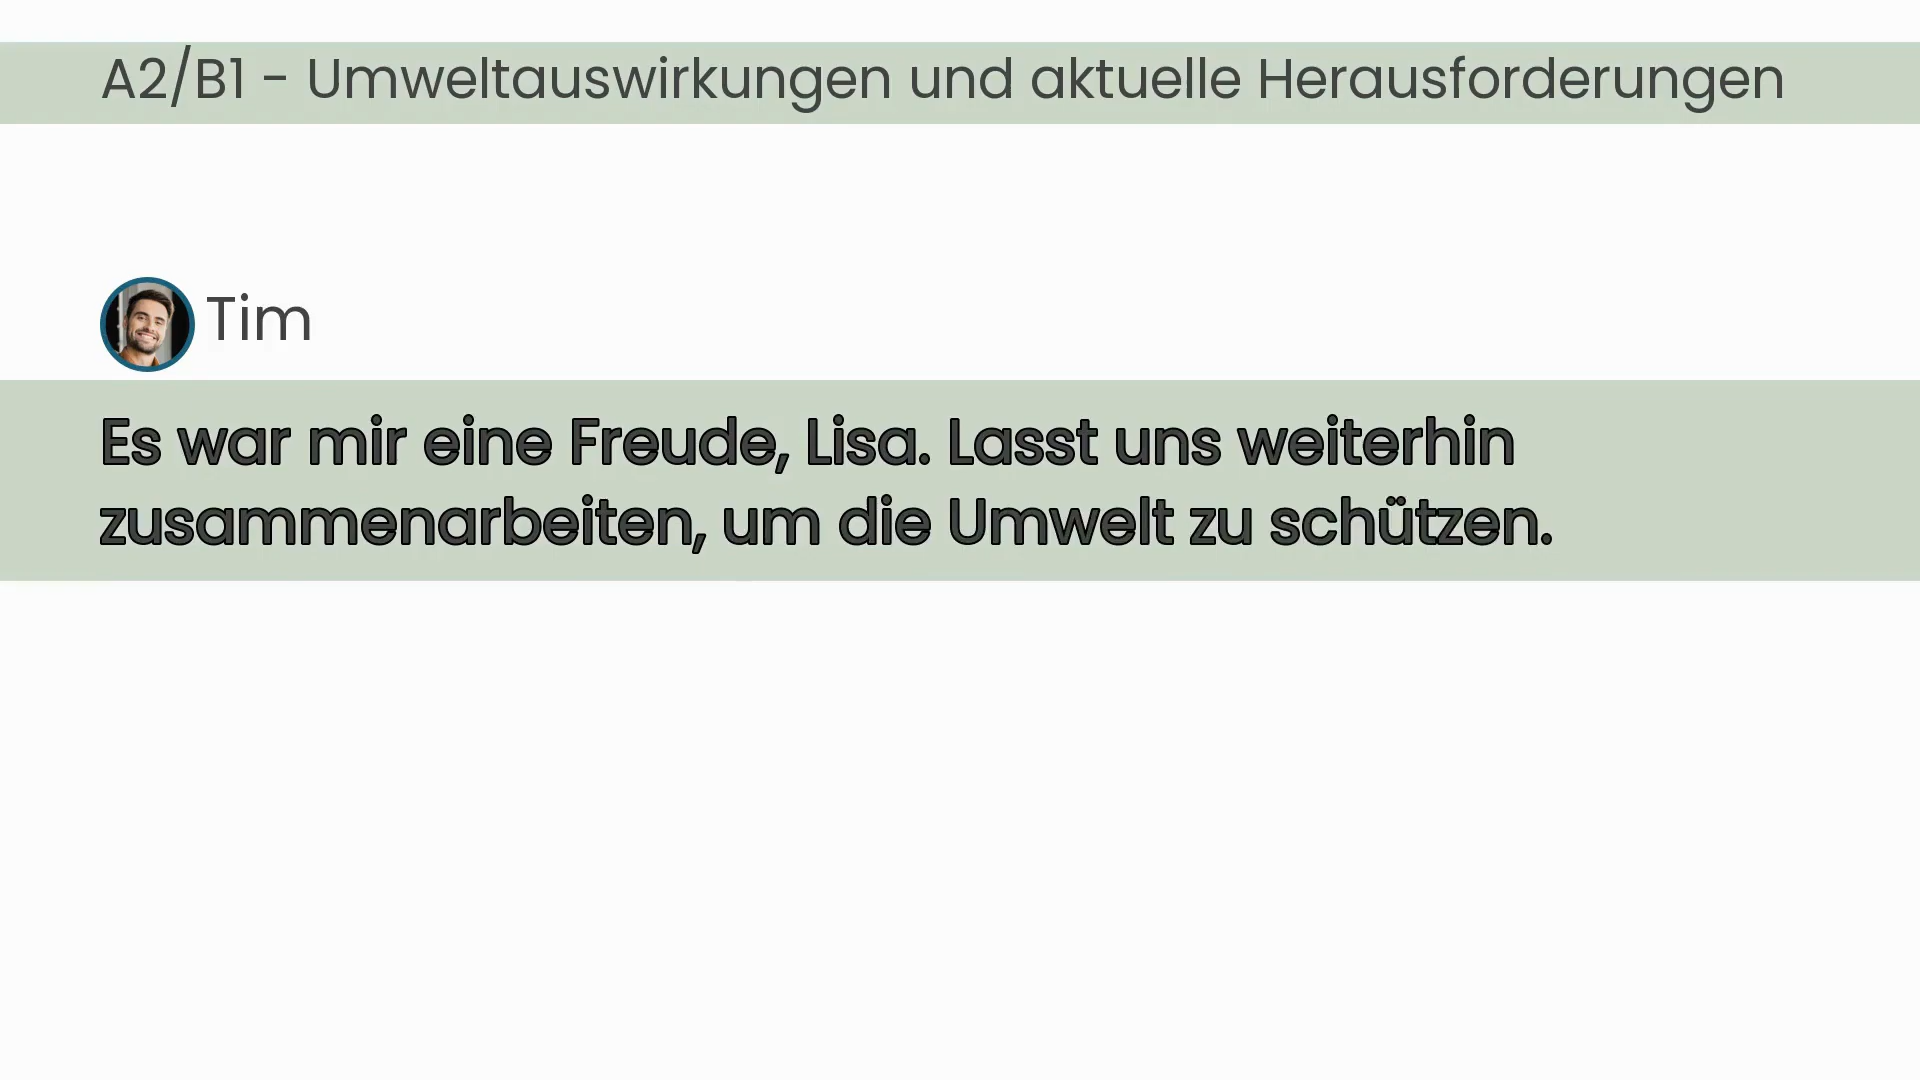 A2/B1 - Umweltauswirkungen und aktuelle Herausforderungen
Tim
Es war mir eine Freude, Lisa. Lasst uns weiterhin
zusammenarbeiten, um die Umwelt zu schützen.